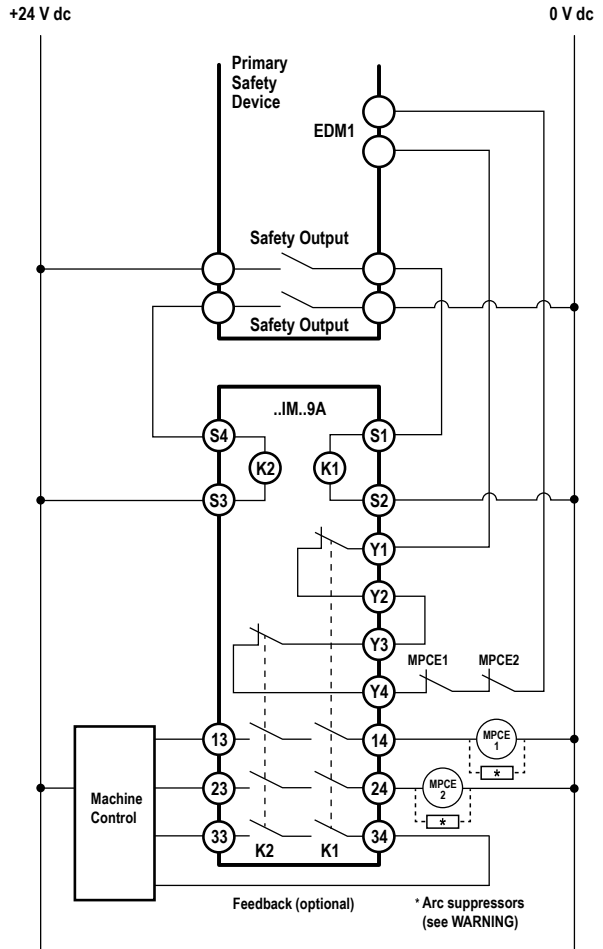 +24 V dc
0 V dc
Primary
Safety
Device
EDM1
Safety Output
Safety Output
..IM..9A
S4
S1
K2
K1
S3
S2
Y1
Y2
Y3
MPCE1
MPCE2
Y4
13
14
MPCE
1
*
23
24
MPCE
2
*
Machine
Control
33
34
K2
K1
Feedback (optional)
* Arc suppressors
(see WARNING)